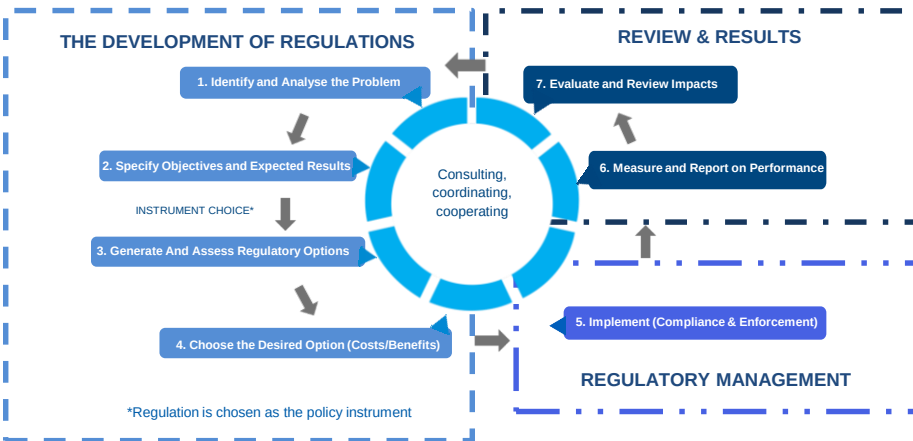 THE DEVELOPMENT OF REGULATIONS
1. Identify and Analyse the Problem
2. Specify Objectives and Expected Results
INSTRUMENT CHOICE*
3. Generate And Assess Regulatory Options
4. Choose the Desired Option (Costs/Benefits)
*Regulation is chosen as the policy instrument
Consulting,
coordinating,
cooperating
REVIEW & RESULTS
7. Evaluate and Review Impacts
6. Measure and Report on Performance
5. Implement (Compliance & Enforcement)
REGULATORY MANAGEMENT